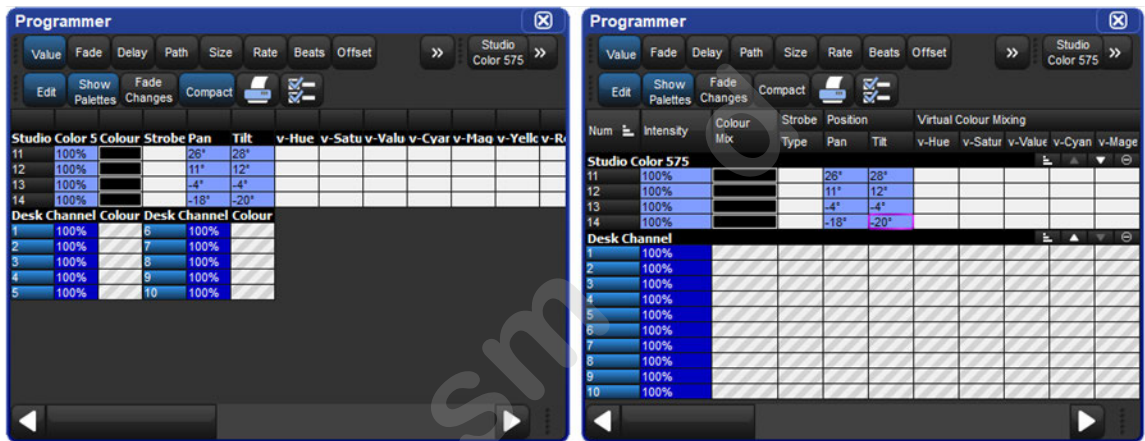 Programmer
Value Fade Delay Path Size Rate Beats Offset » Studio Color 575 »
Edit Show Palettes Fade Changes Compact
Studio Color 5 Colour Strobe Pan Tilt v-Hue v-Satu v-Valu v-Cyar v-Mag v-Yellc v-R
11 100% 26° 28°
12 100% 11° 12°
13 100% -4° -4°
14 100% -18° -20°
Desk Channel Colour Desk Channel Colour
1 100% 6 100%
2 100% 7 100%
3 100% 8 100%
4 100% 9 100%
5 100% 10 100%
Programmer
Value Fade Delay Path Size Rate Beats Offset » Studio Color 575 »
Edit Show Palettes Fade Changes Compact
Num Intensity Colour Mix Strobe Position Virtual Colour Mixing
Type Pan Tilt v-Hue v-Satur v-Value v-Cyan v-Mage
Studio Color 575
11 100% 26° 28°
12 100% 11° 12°
13 100% -4° -4°
14 100% -18° -20°
Desk Channel
1 100%
2 100%
3 100%
4 100%
5 100%
6 100%
7 100%
8 100%
9 100%
10 100%